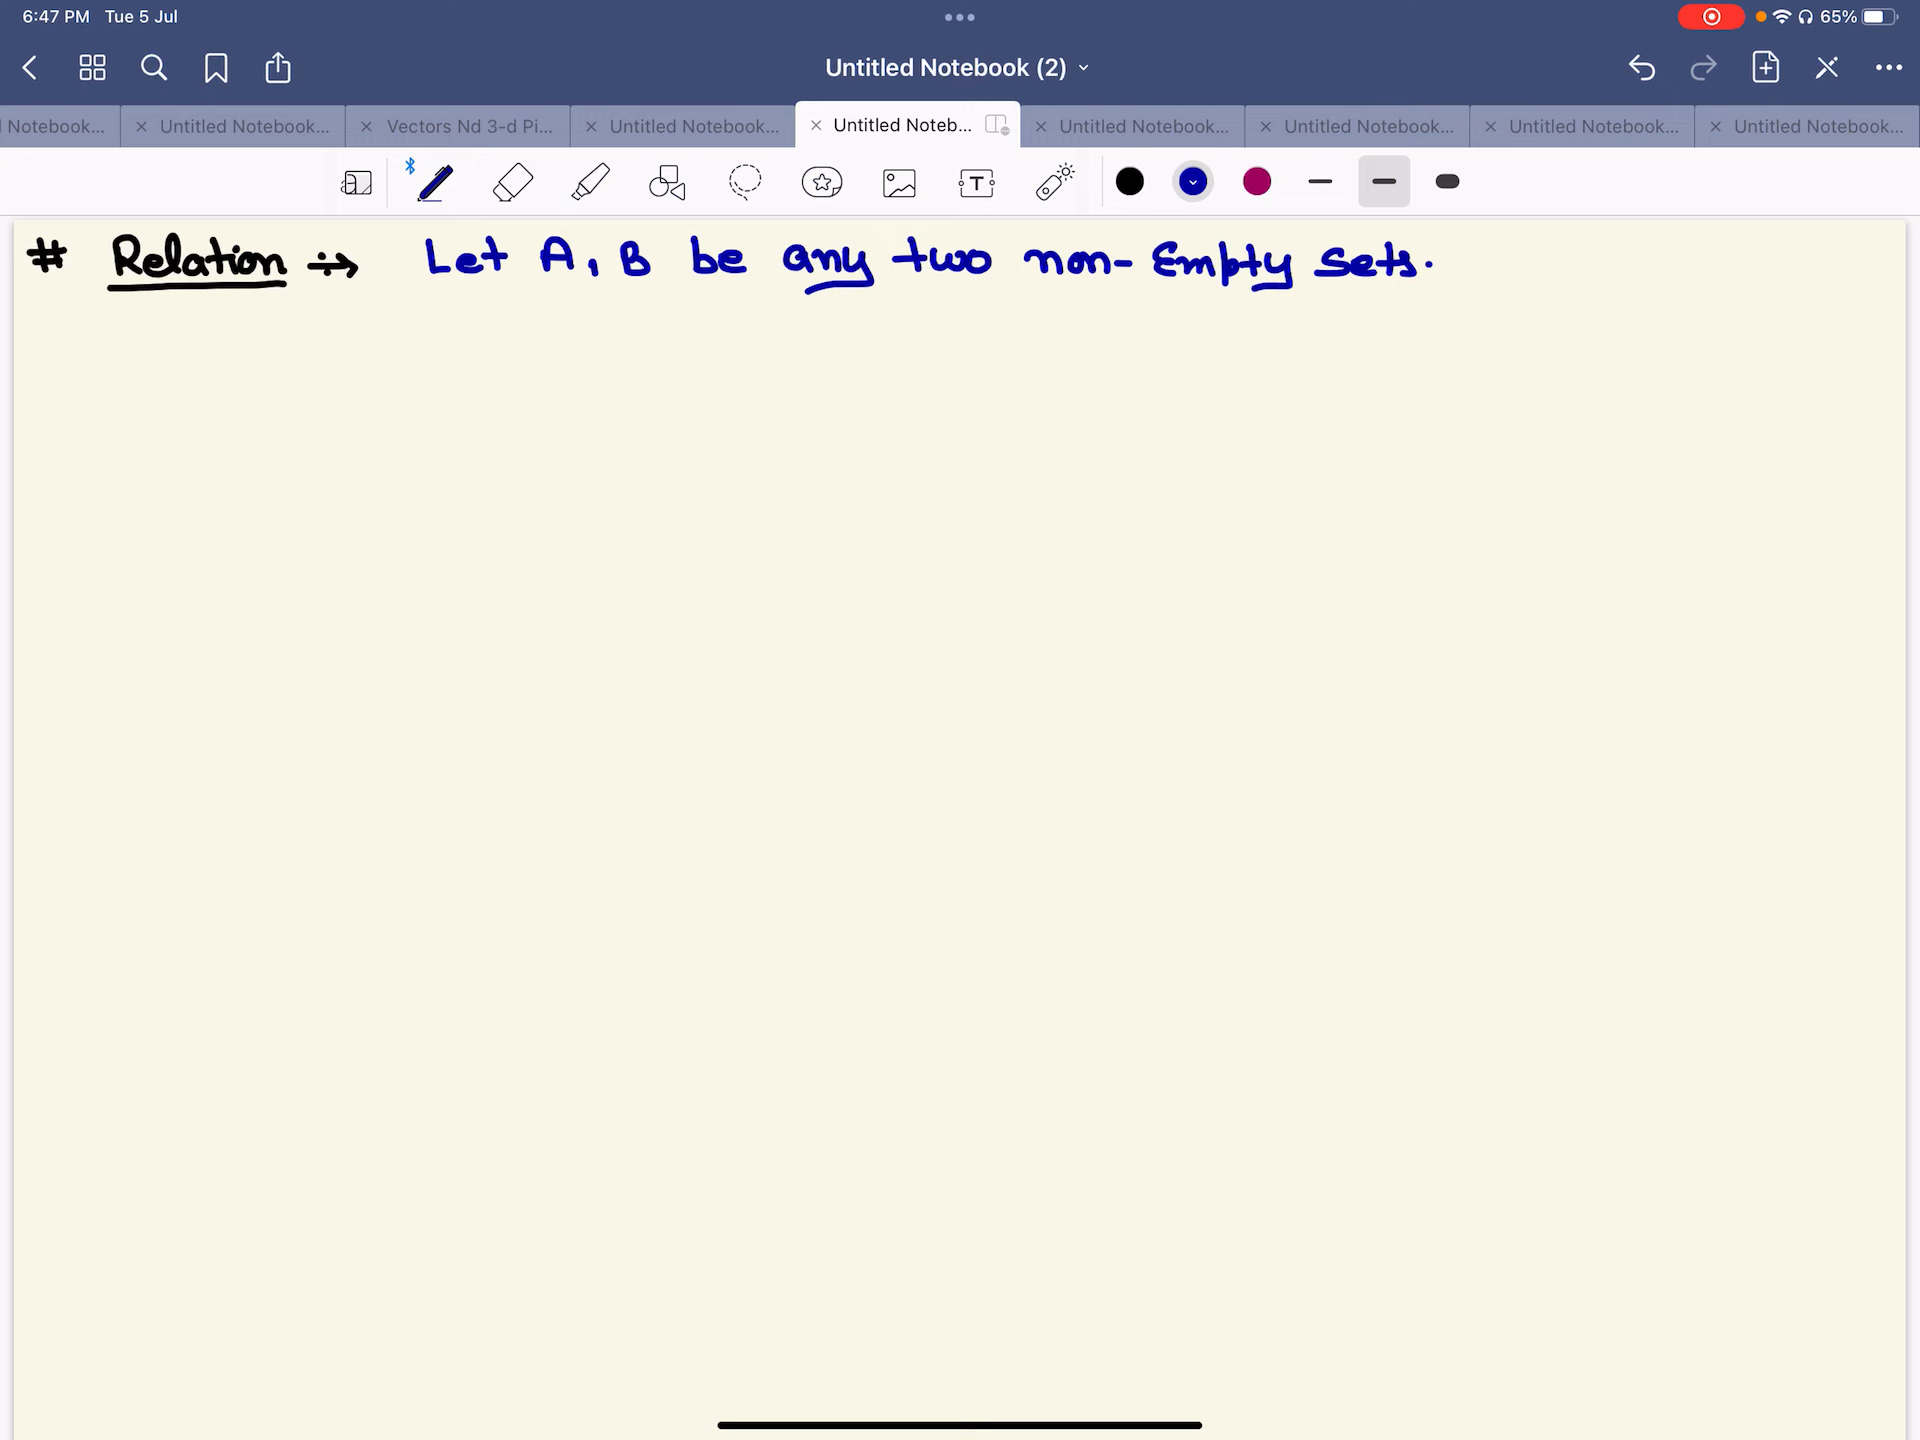 6:47 PM Tue 5 Jul 65%
Untitled Notebook (2)
Notebook... Untitled Notebook... Vectors Nd 3-d Pi... Untitled Notebook... Untitled Noteb... Untitled Notebook... Untitled Notebook... Untitled Notebook... Untitled Notebook...
# Relation Let A, B be any two non-Empty sets.